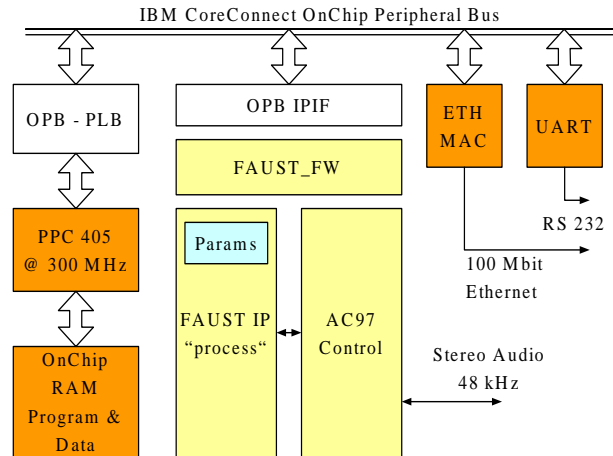 IBM CoreConnect OnChip Peripheral Bus
OPB - PLB
OPB IPIF
ETH
MAC
UART
FAUST_FW
PPC 405
@ 300 MHz
Params
RS 232
100 Mbit
Ethernet
FAUST IP
“process“
AC97
Control
OnChip
RAM
Program &
Data
Stereo Audio
48 kHz